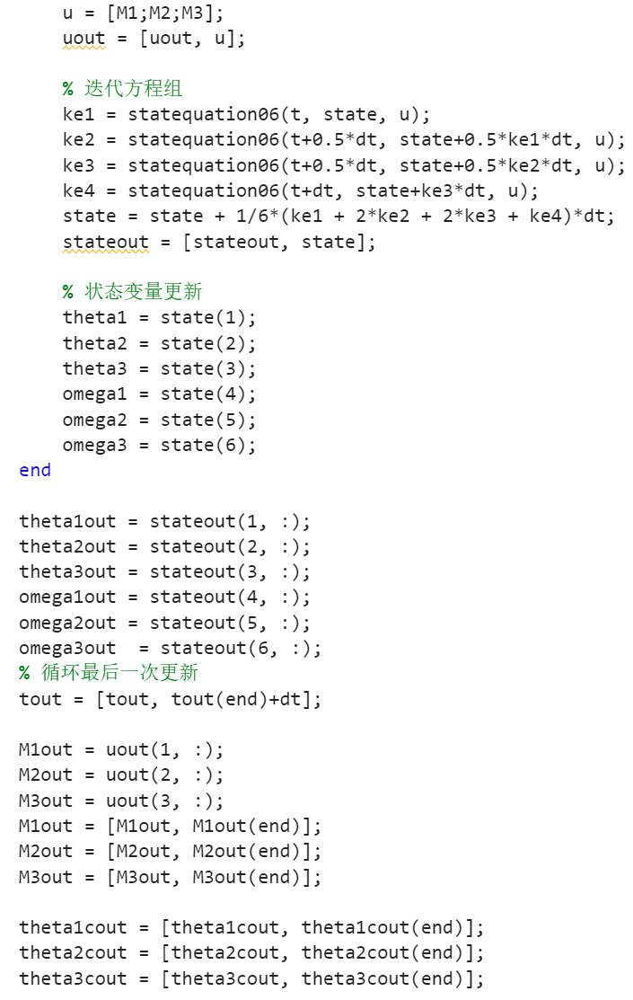 u = [M1;M2;M3];
uout = [uout, u];
% 迭代方程组
ke1 = statequation06(t, state, u);
ke2 = statequation06(t+0.5*dt, state+0.5*ke1*dt, u);
ke3 = statequation06(t+0.5*dt, state+0.5*ke2*dt, u);
ke4 = statequation06(t+dt, state+ke3*dt, u);
state = state + 1/6*(ke1 + 2*ke2 + 2*ke3 + ke4)*dt;
stateout = [stateout, state];
% 状态变量更新
theta1 = state(1);
theta2 = state(2);
theta3 = state(3);
omega1 = state(4);
omega2 = state(5);
omega3 = state(6);
end
theta1out = stateout(1, :);
theta2out = stateout(2, :);
theta3out = stateout(3, :);
omega1out = stateout(4, :);
omega2out = stateout(5, :);
omega3out  = stateout(6, :);
% 循环最后一次更新
tout = [tout, tout(end)+dt];
M1out = uout(1, :);
M2out = uout(2, :);
M3out = uout(3, :);
M1out = [M1out, M1out(end)];
M2out = [M2out, M2out(end)];
M3out = [M3out, M3out(end)];
theta1cout = [theta1cout, theta1cout(end)];
theta2cout = [theta2cout, theta2cout(end)];
theta3cout = [theta3cout, theta3cout(end)];